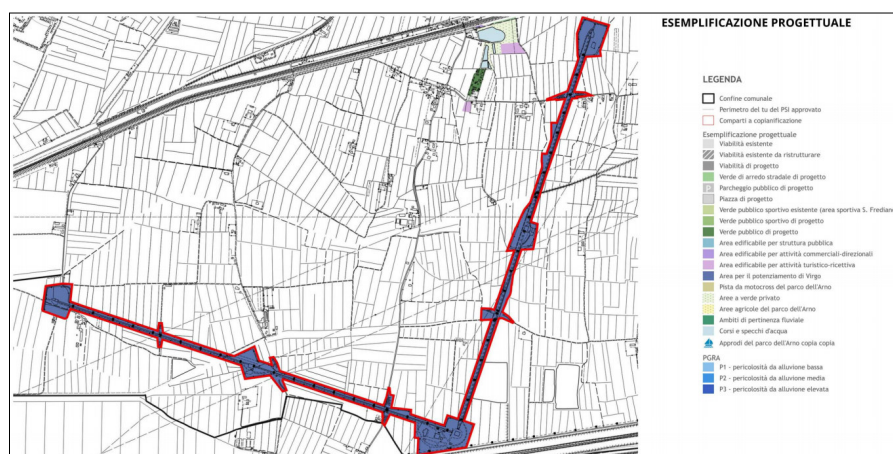 ESEMPLIFICAZIONE PROGETTUALE
LEGENDA
Confine comunale
Perimetro del tu del PSI approvato
Comparti a copianificazione
Esemplificazione progettuale
Viabilità esistente
Viabilità esistente da ristrutturare
Viabilità di progetto
Verde di arredo stradale di progetto
P Parcheggio pubblico di progetto
Piazza di progetto
Verde pubblico sportivo esistente (area sportiva S. Frediano
Verde pubblico sportivo di progetto
Verde pubblico di progetto
Area edificabile per struttura pubblica
Area edificabile per attività commerciali-direzionali
Area edificabile per attività turistico-ricettiva
Area per il potenziamento di Virgo
Pista da motocros del parco dell'Arno
Aree a verde privato
Aree agricole del parco dell'Arno
Ambiti di pertinenza fluviale
Corsi e specchi d'acqua
Approdi del parco dell'Arno copia copia
PGRA
P1 - pericolosità da alluvione bassa
P2 - pericolosità da alluvione media
P3 - pericolosità da alluvione elevata